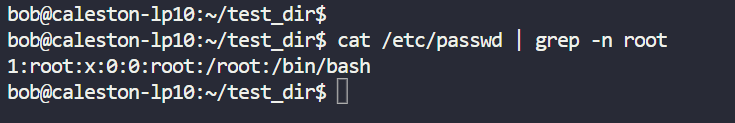 bob@caleston-lp10:~/test_dir$
bob@caleston-lp10:~/test_dir$ cat /etc/passwd | grep -n root
1:root:x:0:0:root:/root:/bin/bash
bob@caleston-lp10:~/test_dir$